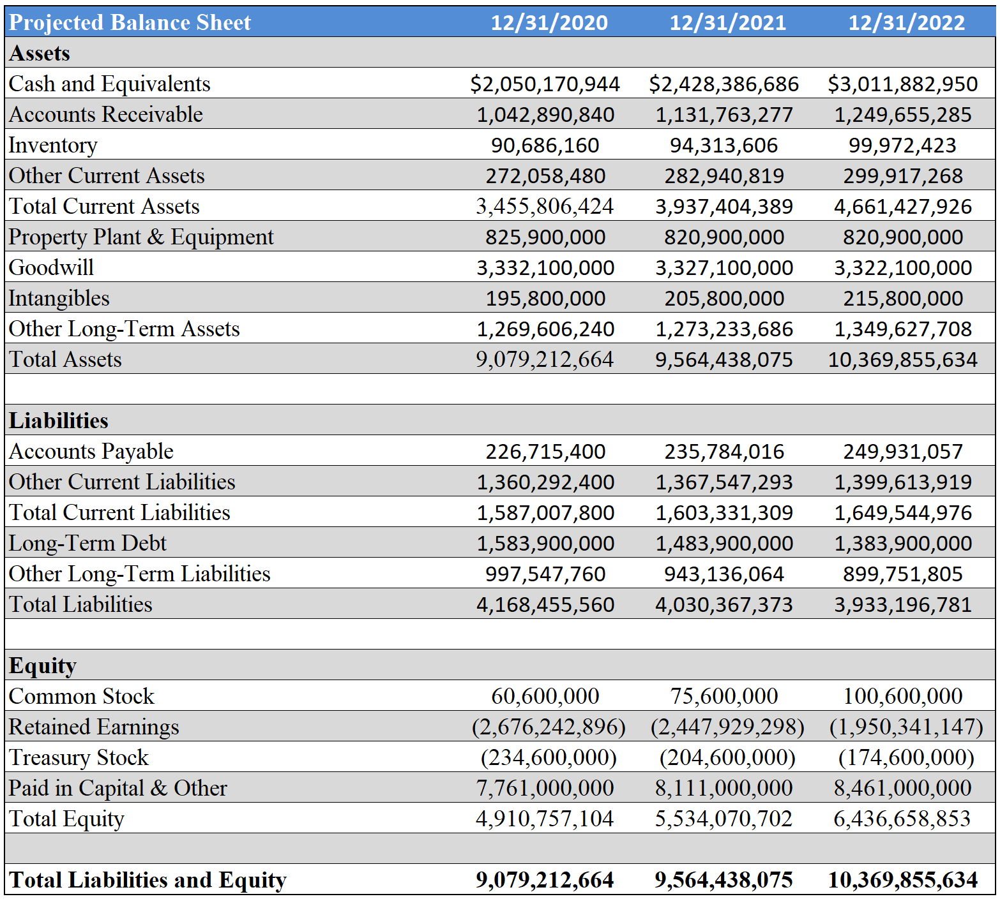 Projected Balance Sheet 12/31/2020 12/31/2021 12/31/2022
Assets
Cash and Equivalents $2,050,170,944 $2,428,386,686 $3,011,882,950
Accounts Receivable 1,042,890,840 1,131,763,277 1,249,655,285
Inventory 90,686,160 94,313,606 99,972,423
Other Current Assets 272,058,480 282,940,819 299,917,268
Total Current Assets 3,455,806,424 3,937,404,389 4,661,427,926
Property Plant & Equipment 825,900,000 820,900,000 820,900,000
Goodwill 3,332,100,000 3,327,100,000 3,322,100,000
Intangibles 195,800,000 205,800,000 215,800,000
Other Long-Term Assets 1,269,606,240 1,273,233,686 1,349,627,708
Total Assets 9,079,212,664 9,564,438,075 10,369,855,634
Liabilities
Accounts Payable 226,715,400 235,784,016 249,931,057
Other Current Liabilities 1,360,292,400 1,367,547,293 1,399,613,919
Total Current Liabilities 1,587,007,800 1,603,331,309 1,649,544,976
Long-Term Debt 1,583,900,000 1,483,900,000 1,383,900,000
Other Long-Term Liabilities 997,547,760 943,136,064 899,751,805
Total Liabilities 4,168,455,560 4,030,367,373 3,933,196,781
Equity
Common Stock 60,600,000 75,600,000 100,600,000
Retained Earnings (2,676,242,896) (2,447,929,298) (1,950,341,147)
Treasury Stock (234,600,000) (204,600,000) (174,600,000)
Paid in Capital & Other 7,761,000,000 8,111,000,000 8,461,000,000
Total Equity 4,910,757,104 5,534,070,702 6,436,658,853
Total Liabilities and Equity 9,079,212,664 9,564,438,075 10,369,855,634